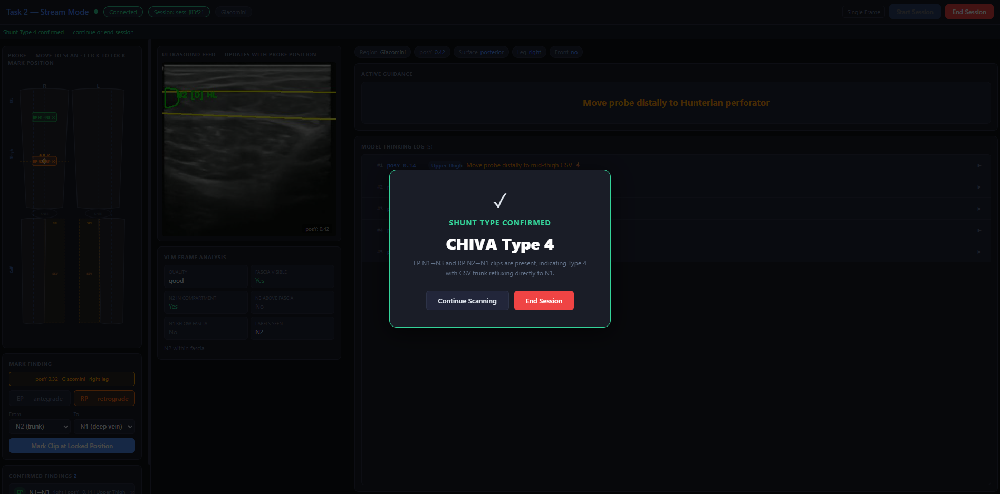 Task 2 — Stream Mode
Connected
Session: sess_jli3f21
Giacomini
Single Frame
Start Session
End Session
Shunt Type 4 confirmed — continue or end session
PROBE — MOVE TO SCAN · CLICK TO LOCK
MARK POSITION
R
L
Thigh
Calf
EP N1→N3 ✕
◈ 0.32
SSV
SSV
SSV
SSV
MARK FINDING
posY 0.32 · Giacomini · right leg
EP — antegrade
RP — retrograde
From
To
N2 (trunk)
N1 (deep vein)
Mark Clip at Locked Position
CONFIRMED FINDINGS 2
EP N1→N3 right | posY=0.14 | Upper Thigh ✕
ULTRASOUND FEED — UPDATES WITH PROBE POSITION
N2 [U] HL
posY: 0.42
VLM FRAME ANALYSIS
QUALITY
good
FASCIA VISIBLE
Yes
N2 IN COMPARTMENT
Yes
N3 ABOVE FASCIA
No
N1 BELOW FASCIA
No
LABELS SEEN
N2
N2 within fascia
Region Giacomini
posY 0.42
Surface posterior
Leg right
Front no
ACTIVE GUIDANCE
Move probe distally to Hunterian perforator
MODEL THINKING LOG (5)
#1 posY 0.14 Upper Thigh Move probe distally to mid-thigh GSV
#2
#3
#4
#5
✓
SHUNT TYPE CONFIRMED
CHIVA Type 4
EP N1→N3 and RP N2→N1 clips are present, indicating Type 4
with GSV trunk refluxing directly to N1.
Continue Scanning
End Session